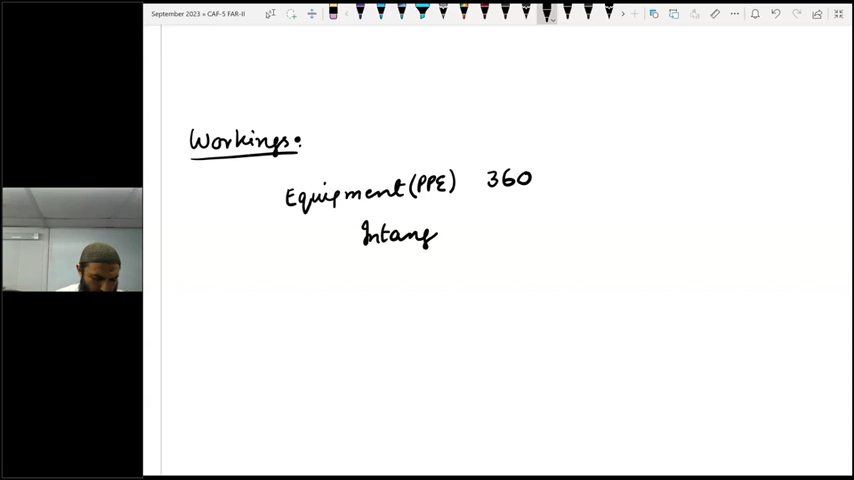 September 2023 » CAF-5 FAR-II
Workings:
Equipment (PPE) 360
Intang